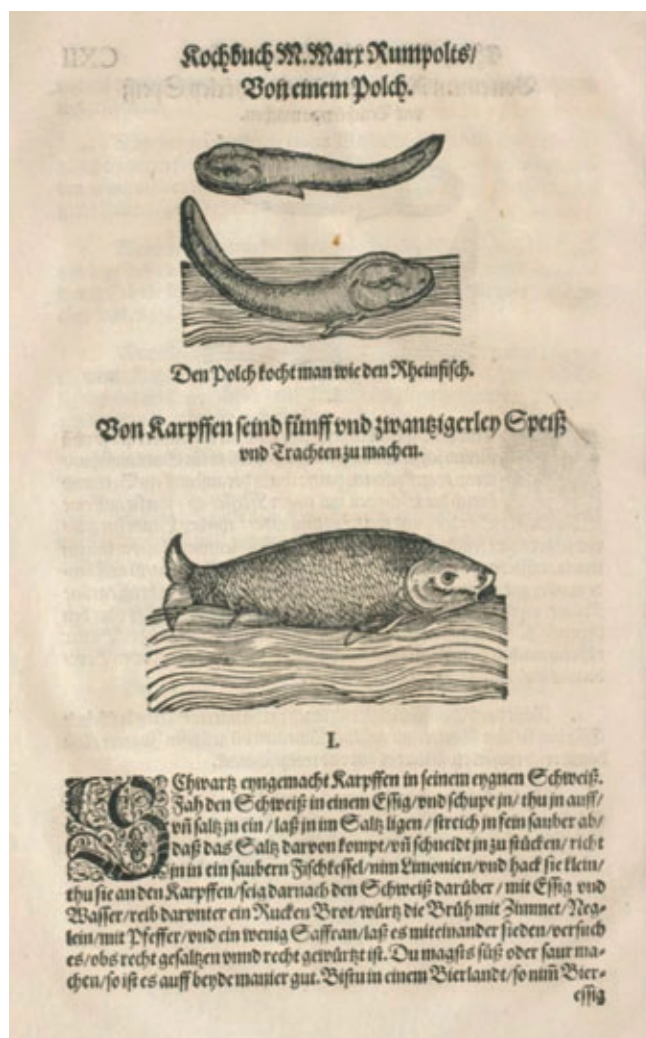 Kochbuch M. Marx Rumpolts/
Von einem Polch.
Den Polch kocht man wie den Rheinfisch.
Von Karpffen seind fünff vnd zwantzigerley Speiß
vnd Trachten zu machen.
I.
SChwartz eyngemacht Karpffen in seinem eygnen Schweiß.
Fah den Schweiß in einem Essig/vnd schupe jn/ thu jn auff/
vn̄ saltz jn ein/ laß jn im Saltz ligen/ streich jn fein sauber ab/
daß das Saltz darvon kompt/vn̄ schneidt jn zu stücken/ richt
jn in ein saubern Fischkessel/nim Limonien/vnd hack sie klein/
thu sie an den Karpffen/seig darnach den Schweiß darüber/ mit Essig vnd
Wasser/reib darvnter ein Rucken Brot/würtz die Brüh mit Zimmet/Neg-
lein/mit Pfeffer/vnd ein wenig Saffran/laß es miteinander sieden/versuch
es/obs recht gesaltzen vnnd recht gewürtzt ist. Du magsts süß oder saur ma-
chen/so ist es auff beyde manier gut. Bistu in einem Bierlandt/so nim̄ Bier-
essig
CXII